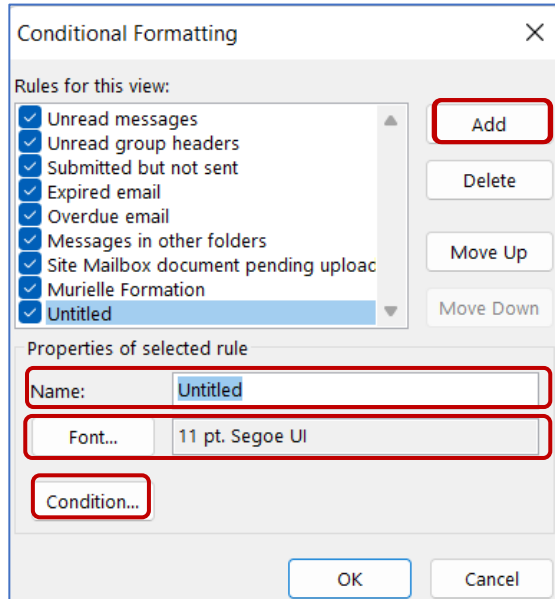 Conditional Formatting
Rules for this view:
Unread messages
Unread group headers
Submitted but not sent
Expired email
Overdue email
Messages in other folders
Site Mailbox document pending upload
Murielle Formation
Untitled
Add
Delete
Move Up
Move Down
Properties of selected rule
Name: Untitled
Font... 11 pt. Segoe UI
Condition...
OK Cancel